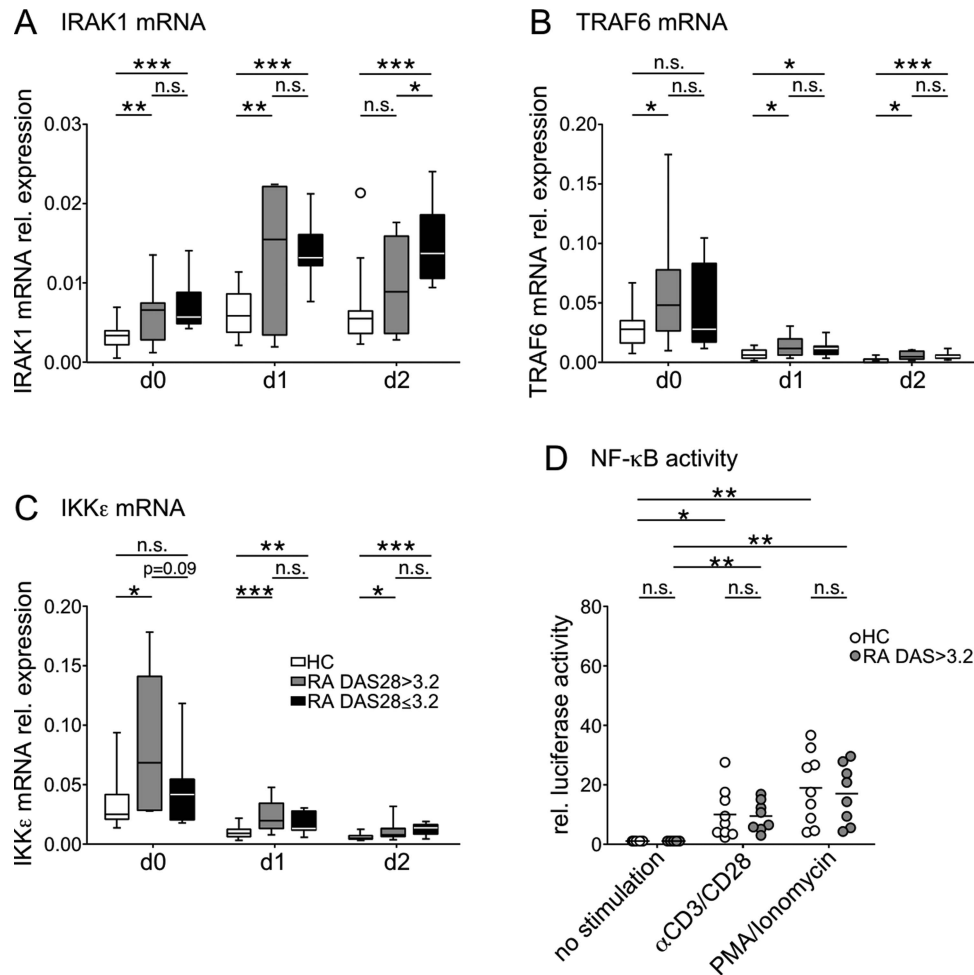 A IRAK1 mRNA
*** *** ***
n.s. n.s. *
** ** n.s.
IRAK1 mRNA rel. expression
0.03
0.02
0.01
0.00
d0 d1 d2
B TRAF6 mRNA
n.s. * ***
n.s. n.s. n.s.
* * *
TRAF6 mRNA rel. expression
0.20
0.15
0.10
0.05
0.00
d0 d1 d2
C IKKε mRNA
n.s. ** ***
p=0.09 n.s. n.s.
* *** *
IKKε mRNA rel. expression
0.20
0.15
0.10
0.05
0.00
HC
RA DAS28>3.2
RA DAS28≤3.2
d0 d1 d2
D NF-κB activity
**
*
**
**
n.s. n.s. n.s.
rel. luciferase activity
80
60
40
20
0
HC
RA DAS>3.2
no stimulation
αCD3/CD28
PMA/Ionomycin